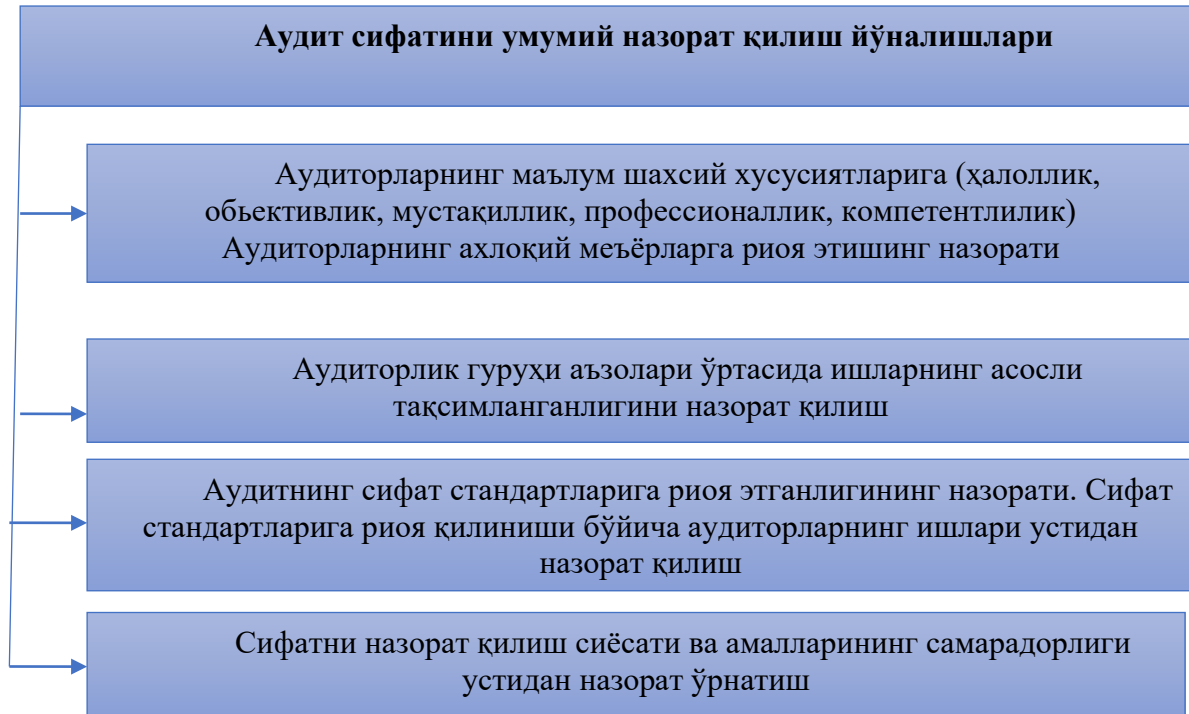 Аудит сифатини умумий назорат қилиш йўналишлари
Аудиторларнинг маълум шахсий хусусиятларига (ҳалоллик,
обьективлик, мустақиллик, профессионаллик, компетентлилик)
Аудиторларнинг ахлоқий меъёрларга риоя этишинг назорати
Аудиторлик гуруҳи аъзолари ўртасида ишларнинг асосли
тақсимланганлигини назорат қилиш
Аудитнинг сифат стандартларига риоя этганлигининг назорати. Сифат
стандартларига риоя қилиниши бўйича аудиторларнинг ишлари устидан
назорат қилиш
Сифатни назорат қилиш сиёсати ва амалларининг самарадорлиги
устидан назорат ўрнатиш